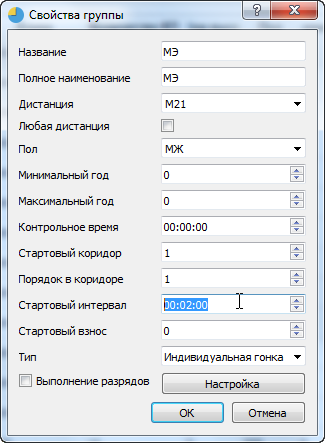 Свойства группы
Название МЭ
Полное наименование МЭ
Дистанция М21
Любая дистанция
Пол МЖ
Минимальный год 0
Максимальный год 0
Контрольное время 00:00:00
Стартовый коридор 1
Порядок в коридоре 1
Стартовый интервал 00:02:00
Стартовый взнос 0
Тип Индивидуальная гонка
Выполнение разрядов Настройка
ОК Отмена